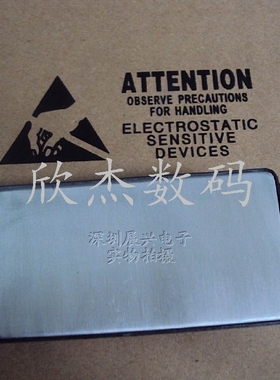 ATTENTION
OBSERVE PRECAUTIONS
FOR HANDLING
ELECTROSTATIC
SENSITIVE
DEVICES
欣杰数码
深圳辰兴电子
实物拍摄